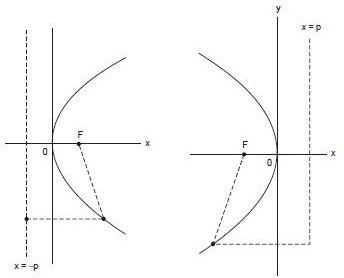 F
0
x
x = –p
y
x = p
F
0
x